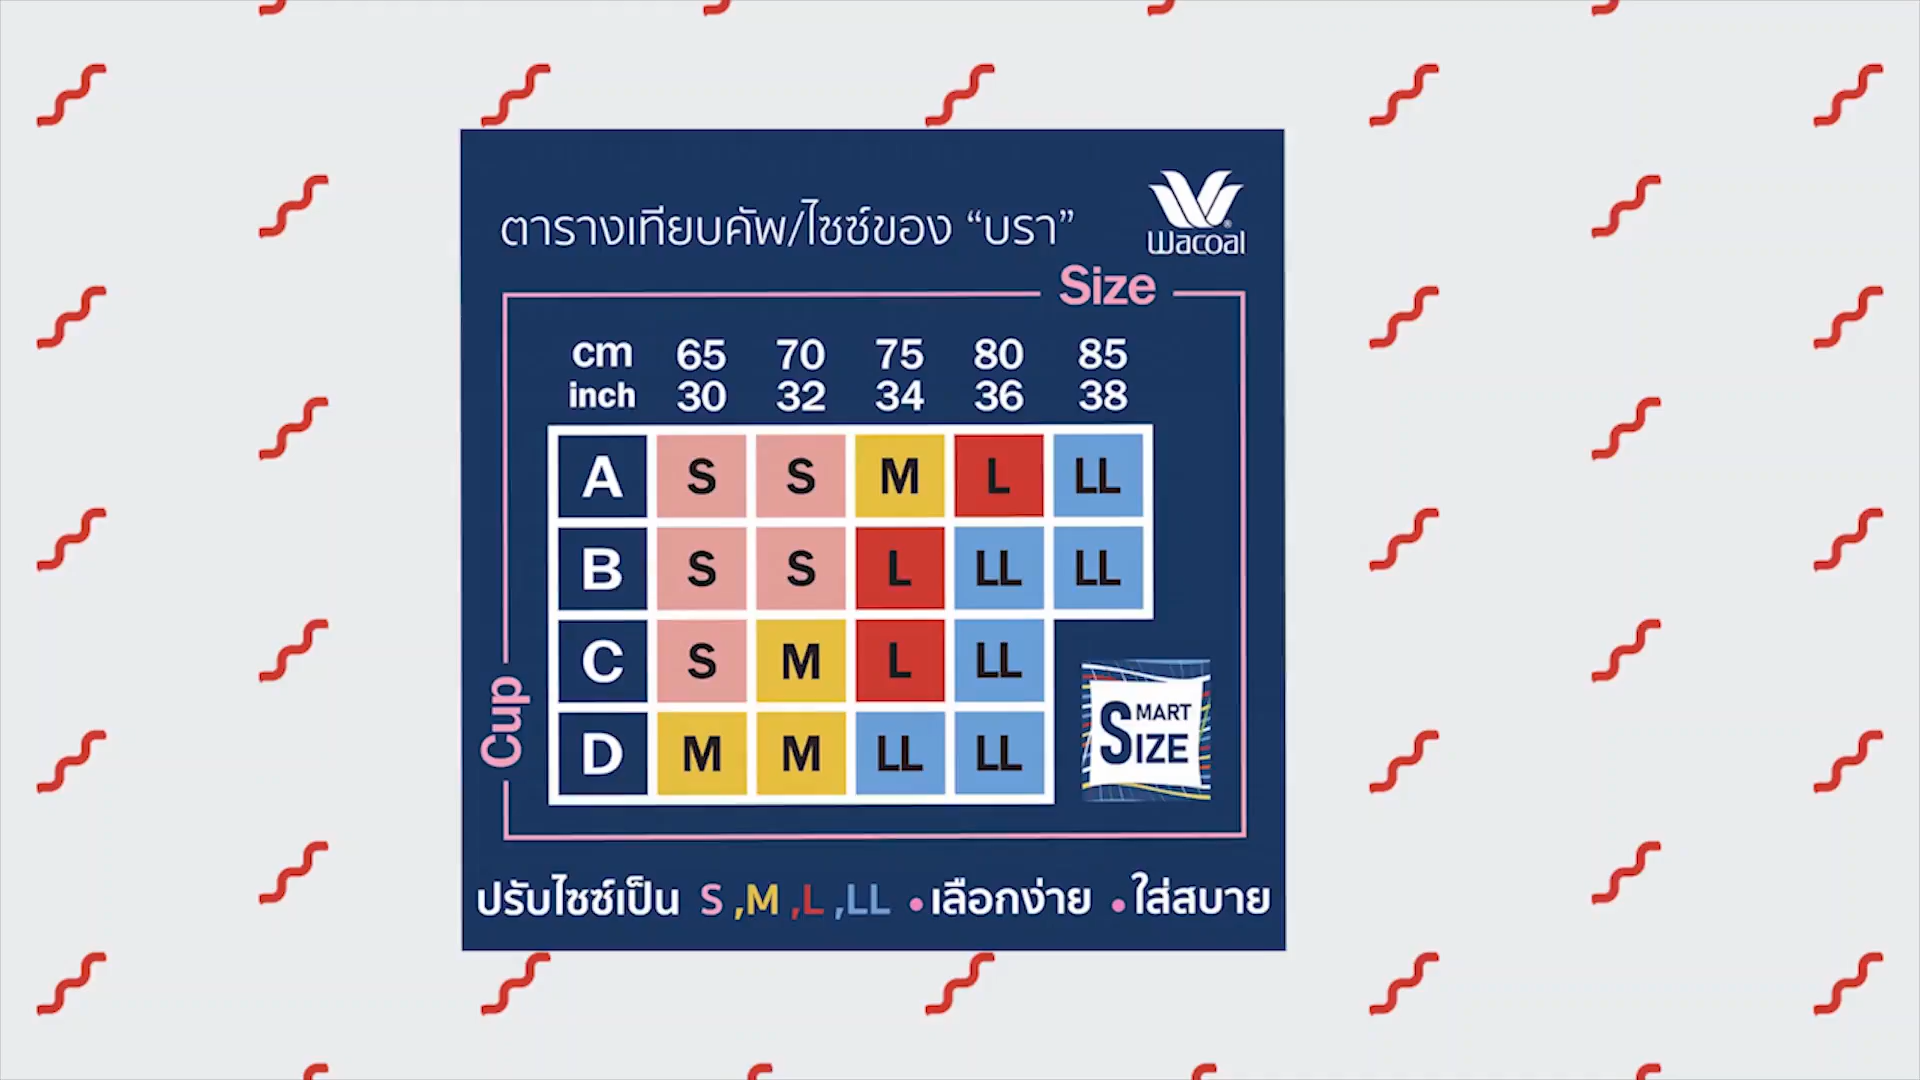 ตารางเทียบคัพ/ไซซ์ของ “บรา”
Wacoal
Size
cm 65 70 75 80 85
inch 30 32 34 36 38
A S S M L LL
B S S L LL LL
C S M L LL
D M M LL LL
Cup
SMART
SIZE
ปรับไซซ์เป็น S ,M ,L ,LL •เลือกง่าย •ใส่สบาย